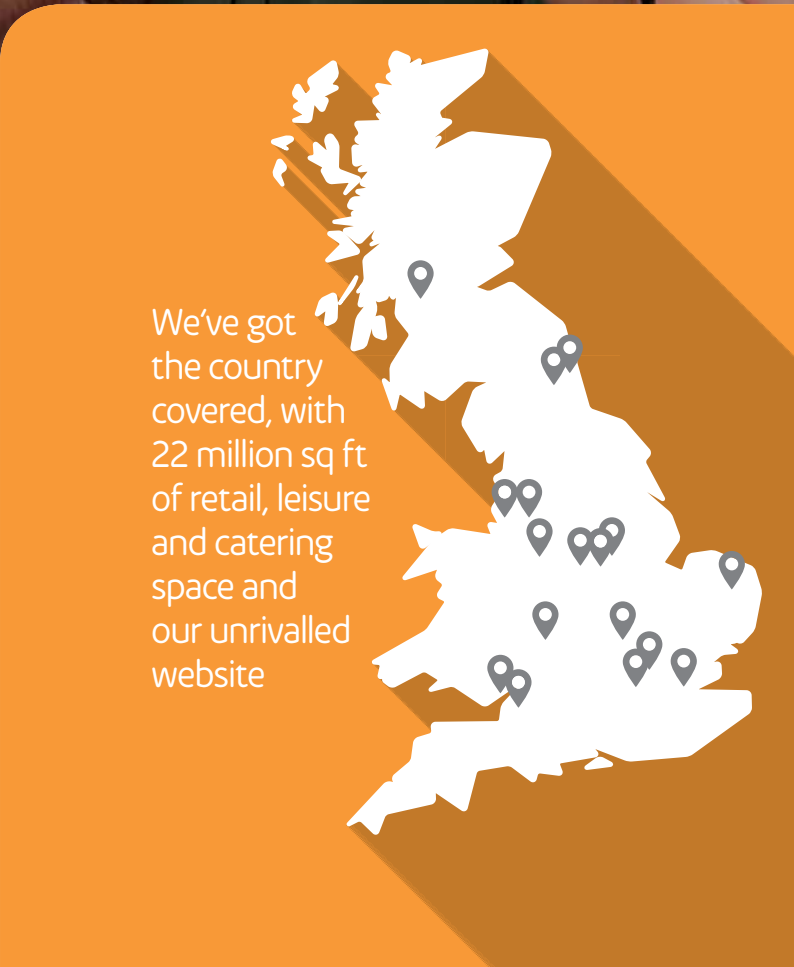 We've got
the country
covered, with
22 million sq ft
of retail, leisure
and catering
space and
our unrivalled
website